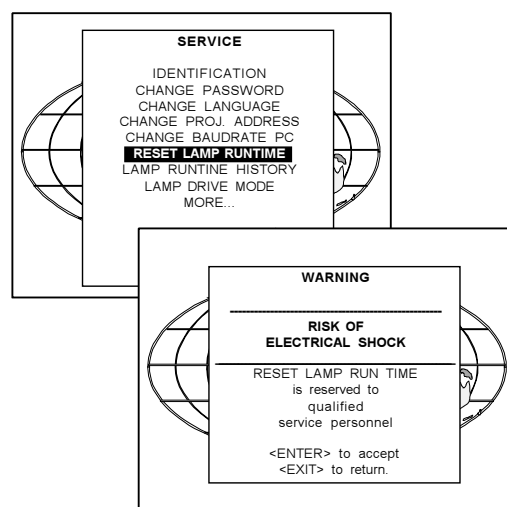 SERVICE
IDENTIFICATION
CHANGE PASSWORD
CHANGE LANGUAGE
CHANGE PROJ. ADDRESS
CHANGE BAUDRATE PC
RESET LAMP RUNTIME
LAMP RUNTINE HISTORY
LAMP DRIVE MODE
MORE...
WARNING
RISK OF
ELECTRICAL SHOCK
RESET LAMP RUN TIME
is reserved to
qualified
service personnel
<ENTER> to accept
<EXIT> to return.